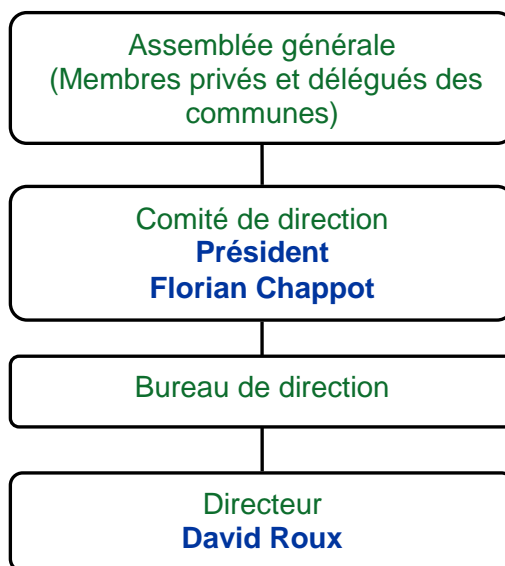 Assemblée générale
(Membres privés et délégués des
communes)
Comité de direction
Président
Florian Chappot
Bureau de direction
Directeur
David Roux